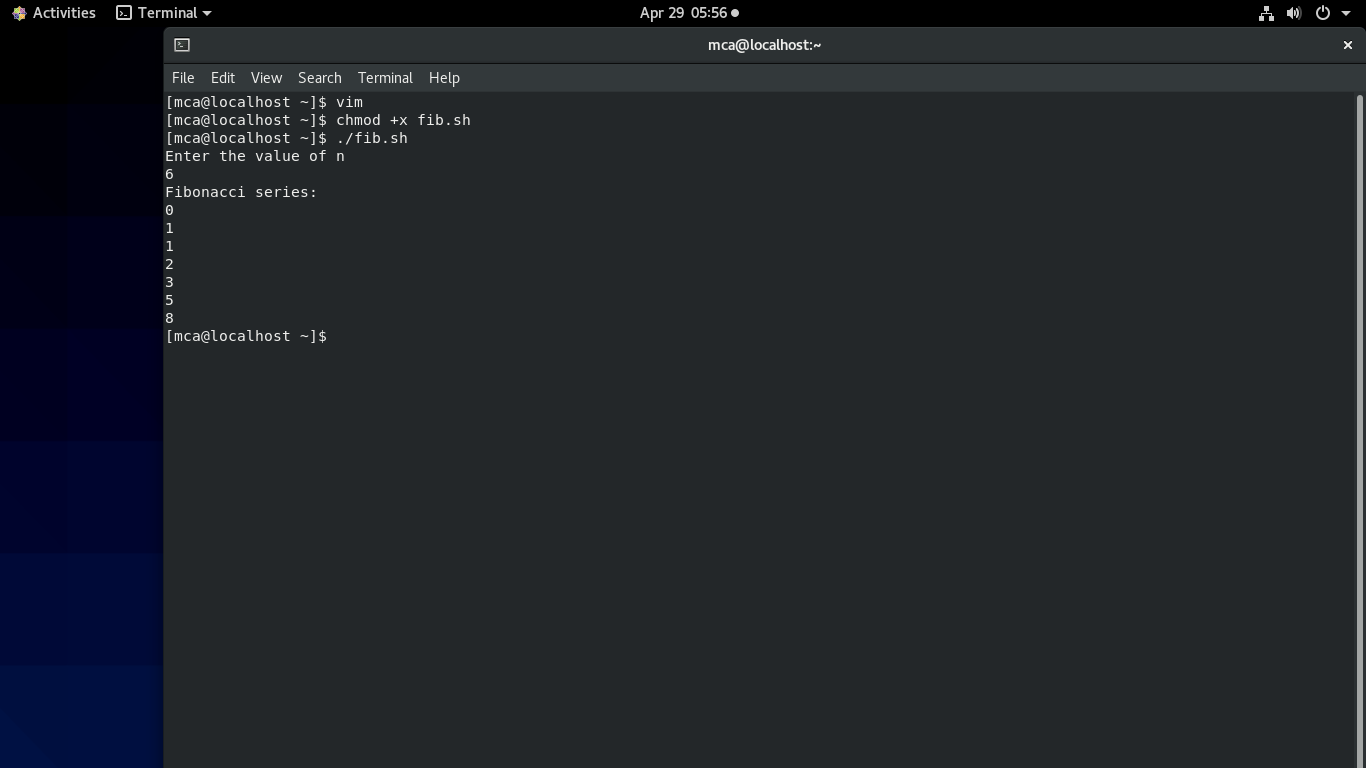 Activities Terminal Apr 29 05:56
mca@localhost:~
File Edit View Search Terminal Help
[mca@localhost ~]$ vim
[mca@localhost ~]$ chmod +x fib.sh
[mca@localhost ~]$ ./fib.sh
Enter the value of n
6
Fibonacci series:
0
1
1
2
3
5
8
[mca@localhost ~]$